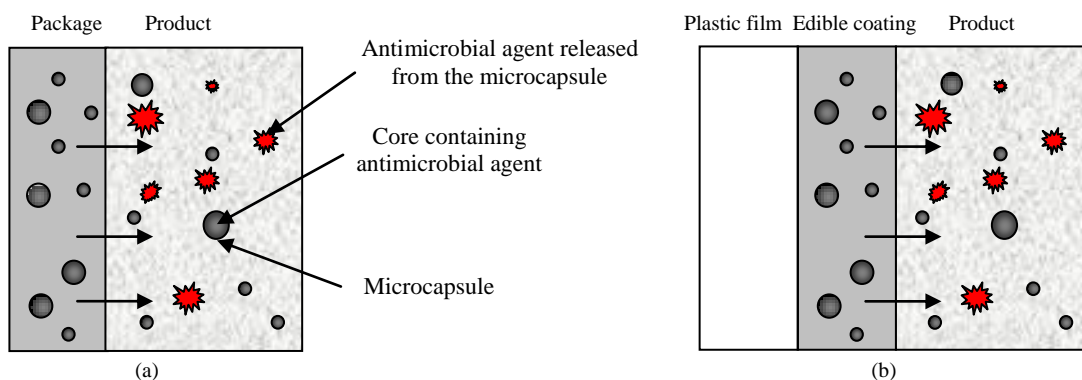 Package Product
Antimicrobial agent released
from the microcapsule
Core containing
antimicrobial agent
Microcapsule
(a)
Plastic film Edible coating Product
(b)